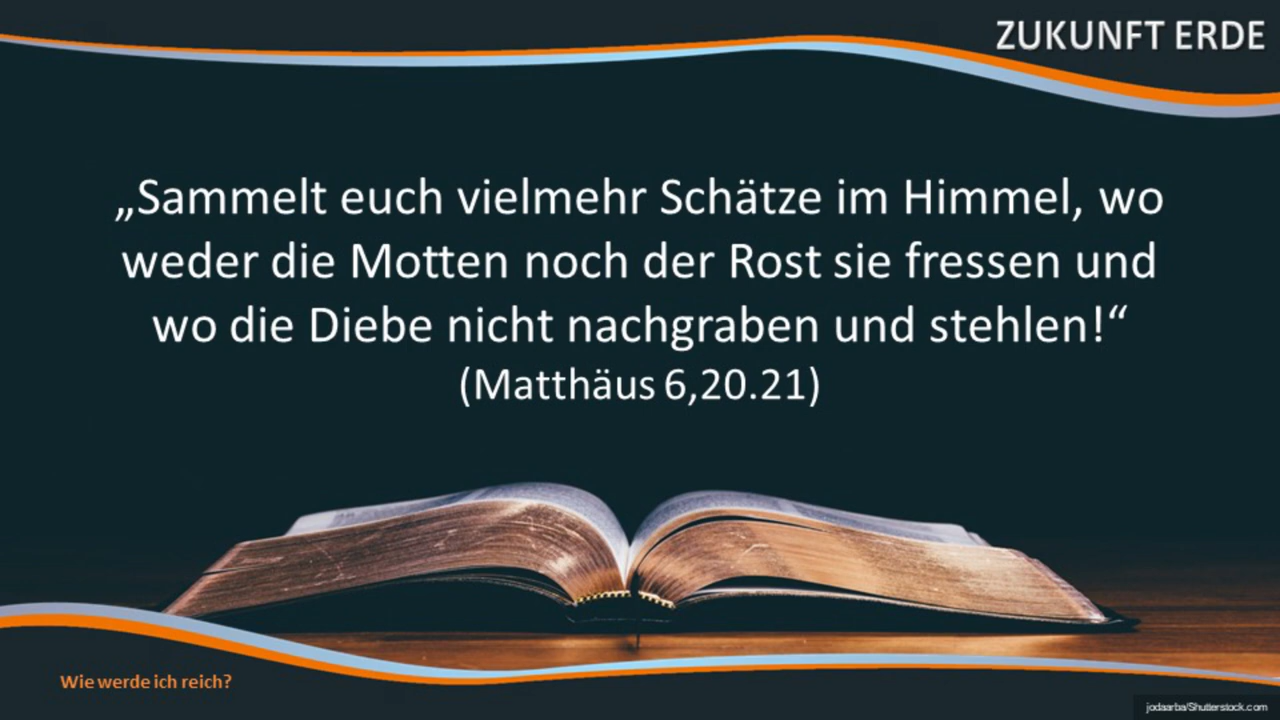 ZUKUNFT ERDE
„Sammelt euch vielmehr Schätze im Himmel, wo
weder die Motten noch der Rost sie fressen und
wo die Diebe nicht nachgraben und stehlen!“
(Matthäus 6,20.21)
Wie werde ich reich?
jodaarba/Shutterstock.com